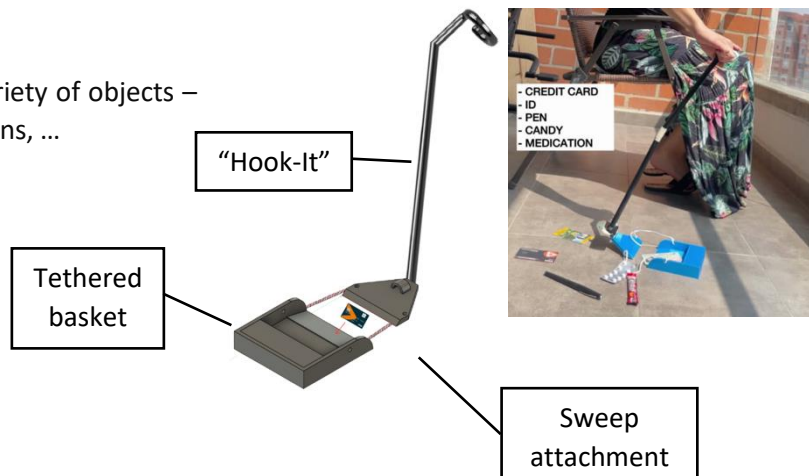 riety of objects –
ns, ...
“Hook-It”
- CREDIT CARD
- ID
- PEN
- CANDY
- MEDICATION
Tethered
basket
Sweep
attachment